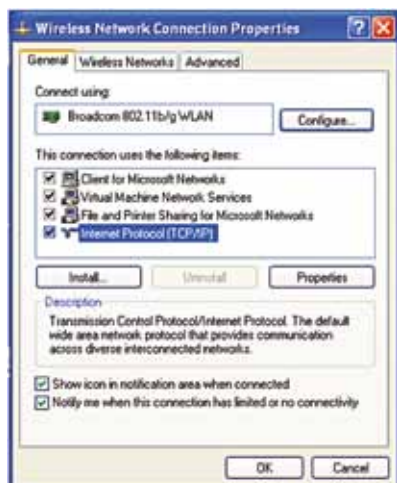 Wireless Network Connection Properties
General Wireless Networks Advanced
Connect using:
Broadcom 802.11b/g WLAN
Configure...
This connection uses the following items:
Client for Microsoft Networks
Virtual Machine Network Services
File and Printer Sharing for Microsoft Networks
Internet Protocol (TCP/IP)
Install... Uninstall Properties
Description
Transmission Control Protocol/Internet Protocol. The default
wide area network protocol that provides communication
across diverse interconnected networks.
Show icon in notification area when connected
Notify me when this connection has limited or no connectivity
OK Cancel